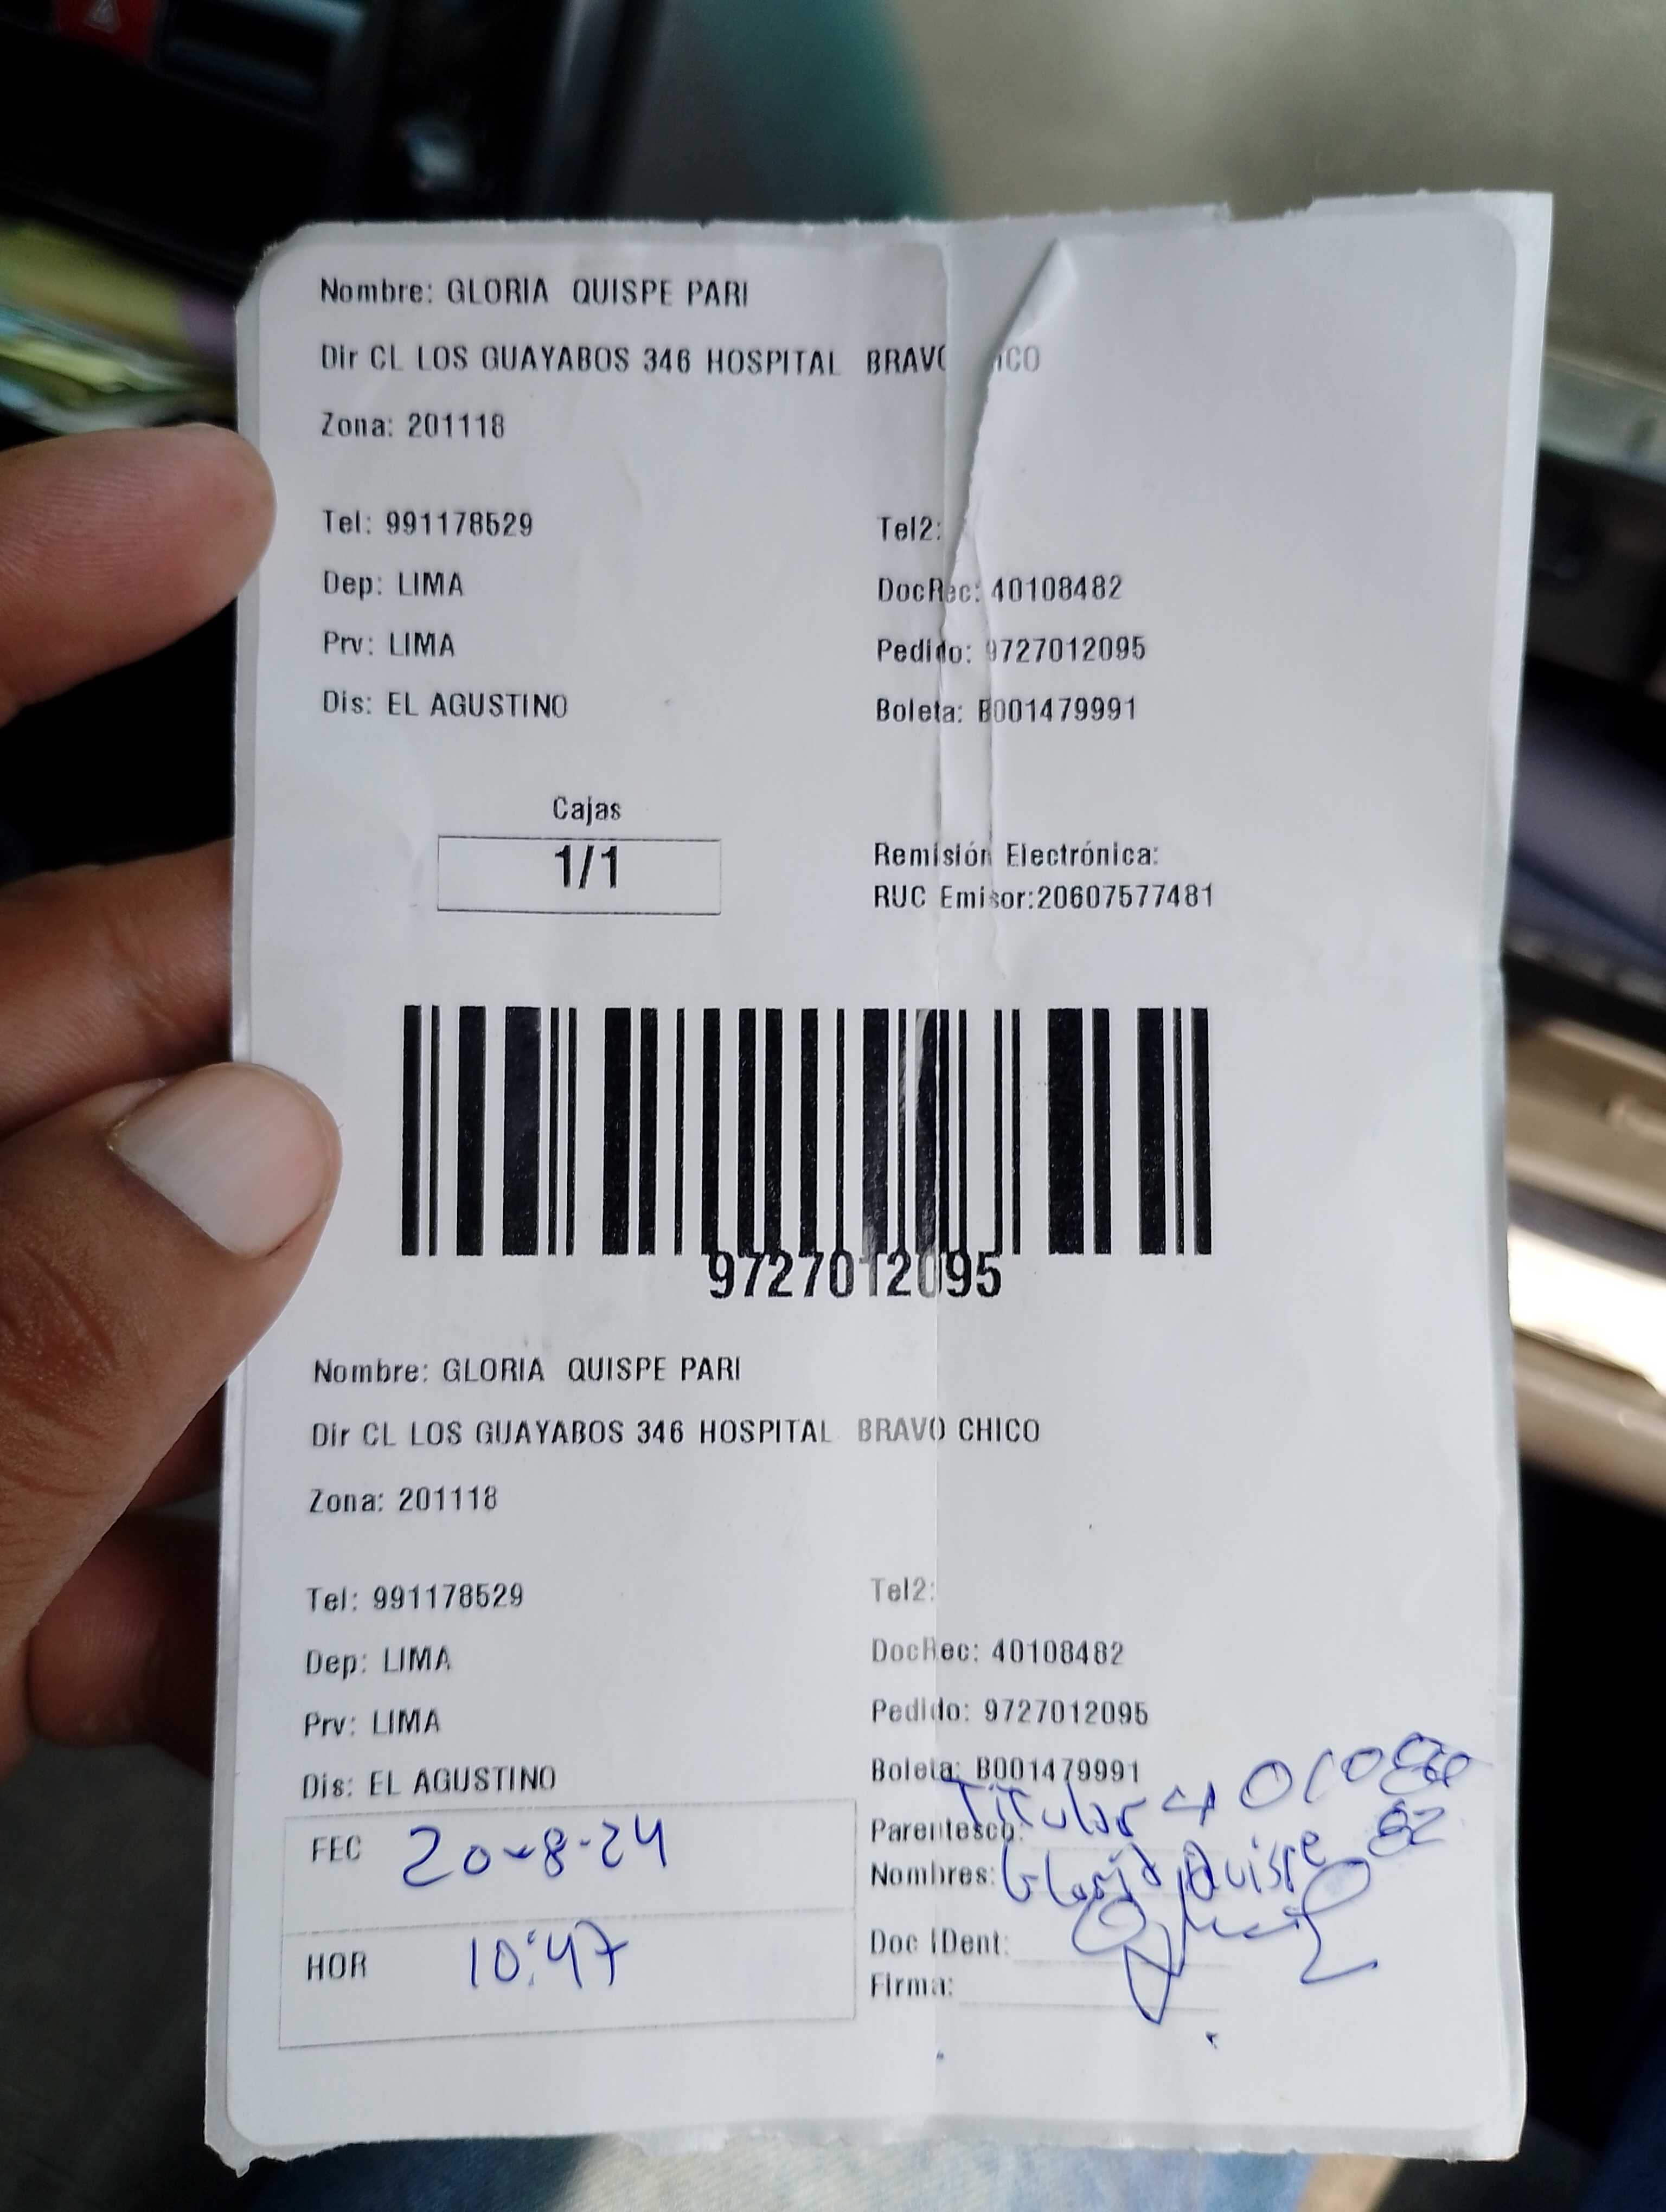 Nombre: GLORIA QUISPE PARI
Dir CL LOS GUAYABOS 346 HOSPITAL BRAVO ICO
Zona: 201118
Tel: 991178529 Tel2:
Dep: LIMA DocRec: 40108482
Prv: LIMA Pedido: 9727012095
Dis: EL AGUSTINO Boleta: B001479991
Cajas
1/1
Remisión Electrónica:
RUC Emisor:20607577481
9727012095
Nombre: GLORIA QUISPE PARI
Dir CL LOS GUAYABOS 346 HOSPITAL BRAVO CHICO
Zona: 201118
Tel: 991178529 Tel2:
Dep: LIMA DocRec: 40108482
Prv: LIMA Pedido: 9727012095
Dis: EL AGUSTINO Boleta: B001479991
FEC 20-8-24
HOR 10:47
Parentesco: Titular
Nombres: Gloria Quispe
Doc IDent:
Firma: